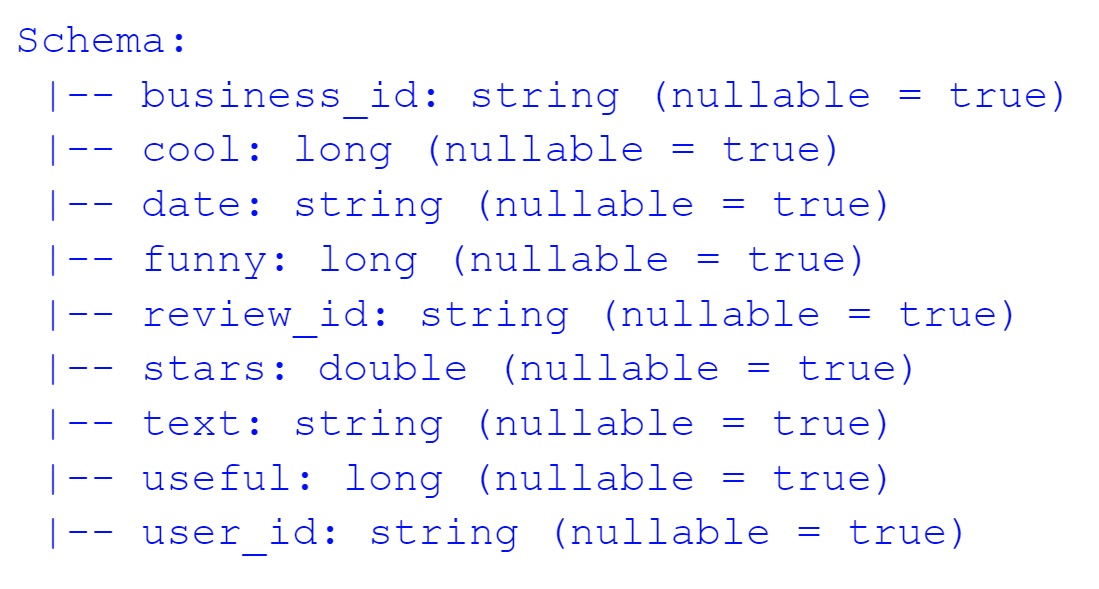 Schema:
 |-- business_id: string (nullable = true)
 |-- cool: long (nullable = true)
 |-- date: string (nullable = true)
 |-- funny: long (nullable = true)
 |-- review_id: string (nullable = true)
 |-- stars: double (nullable = true)
 |-- text: string (nullable = true)
 |-- useful: long (nullable = true)
 |-- user_id: string (nullable = true)